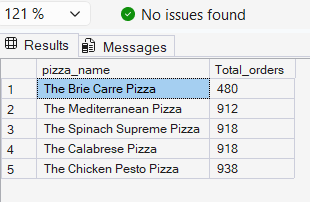 121 % No issues found
Results Messages
pizza_name Total_orders
1 The Brie Carre Pizza 480
2 The Mediterranean Pizza 912
3 The Spinach Supreme Pizza 918
4 The Calabrese Pizza 918
5 The Chicken Pesto Pizza 938